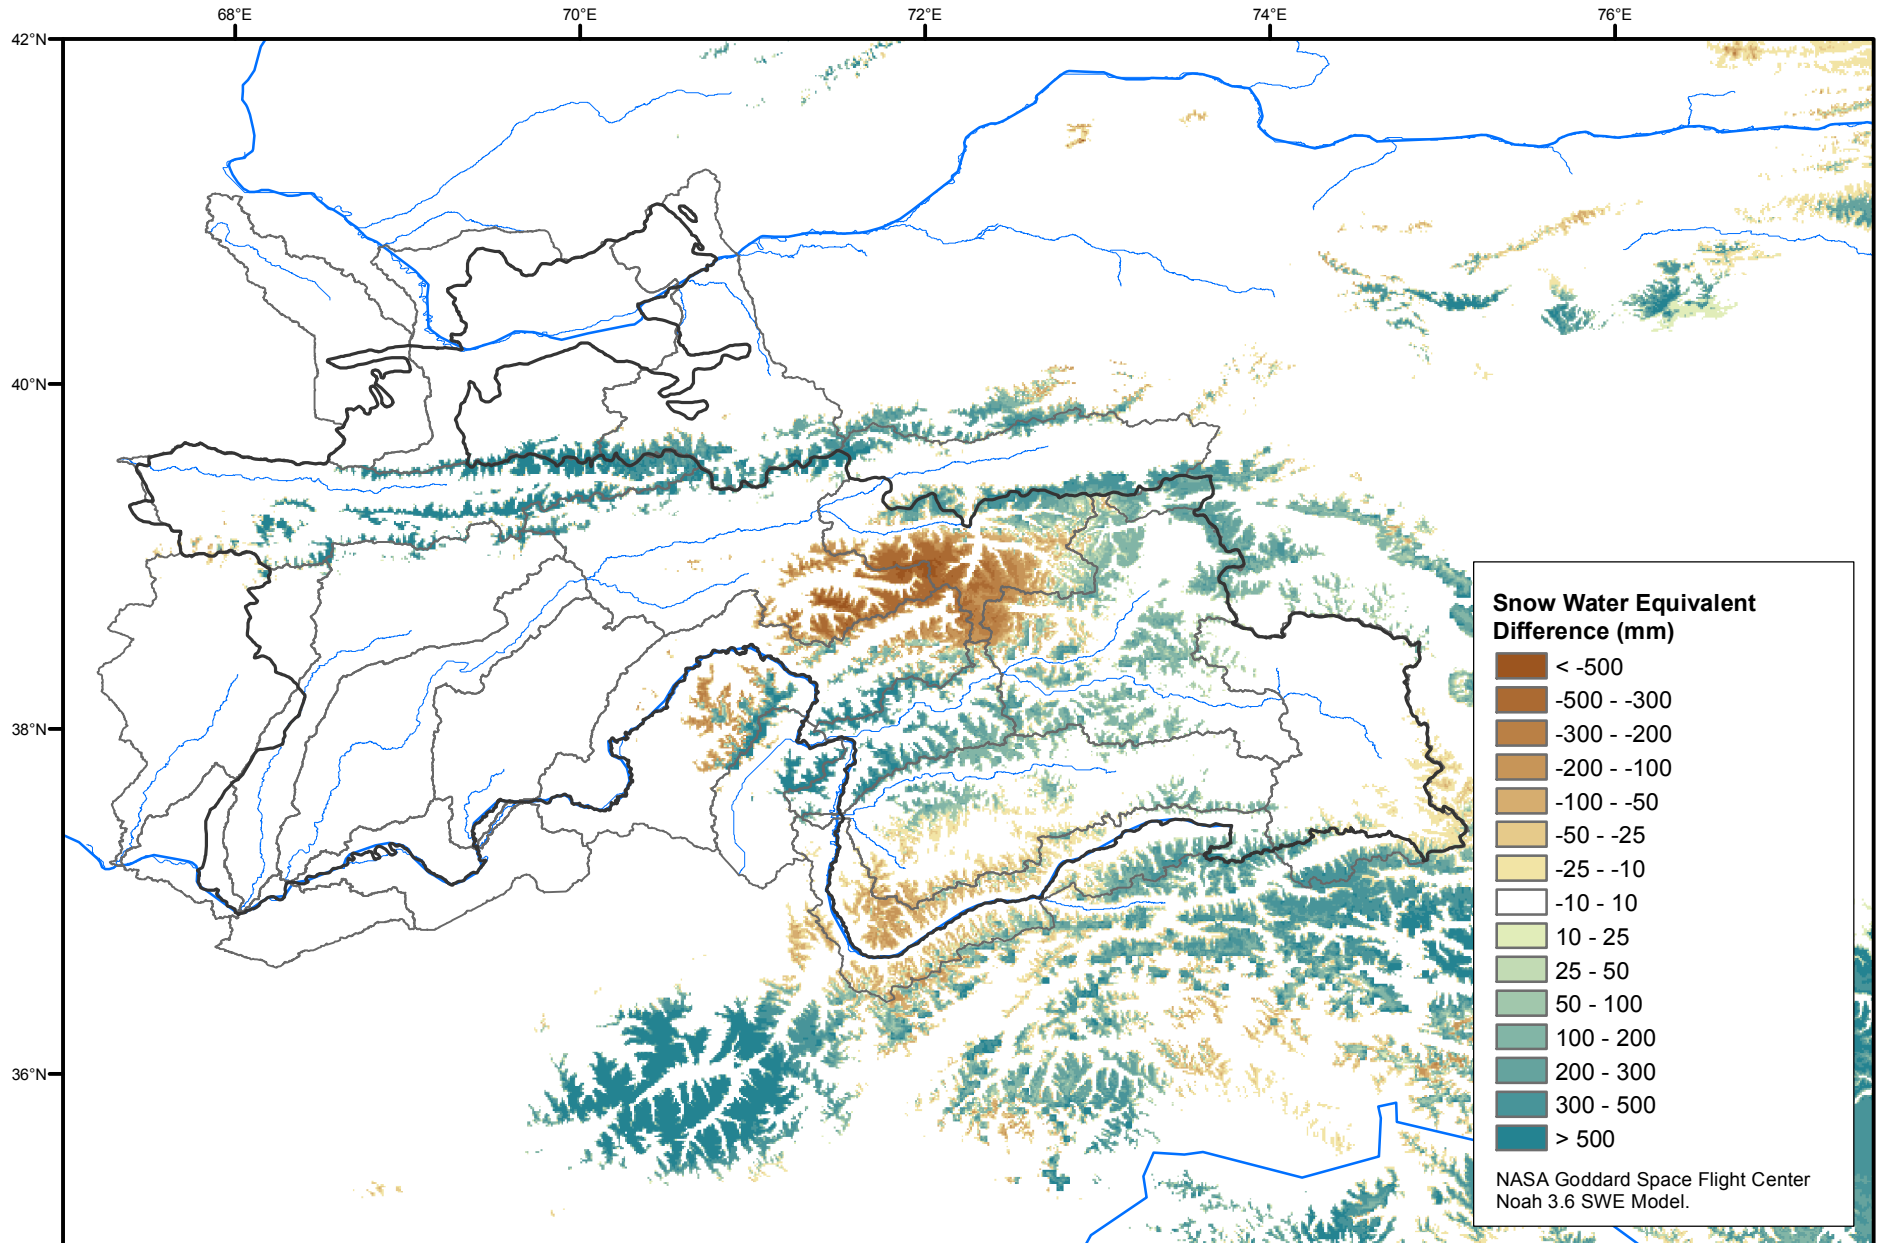 68°E
70°E
72°E
74°E
76°E
42°N
40°N
38°N
36°N
Snow Water Equivalent
Difference (mm)
< -500
-500 - -300
-300 - -200
-200 - -100
-100 - -50
-50 - -25
-25 - -10
-10 - 10
10 - 25
25 - 50
50 - 100
100 - 200
200 - 300
300 - 500
> 500
NASA Goddard Space Flight Center
Noah 3.6 SWE Model.